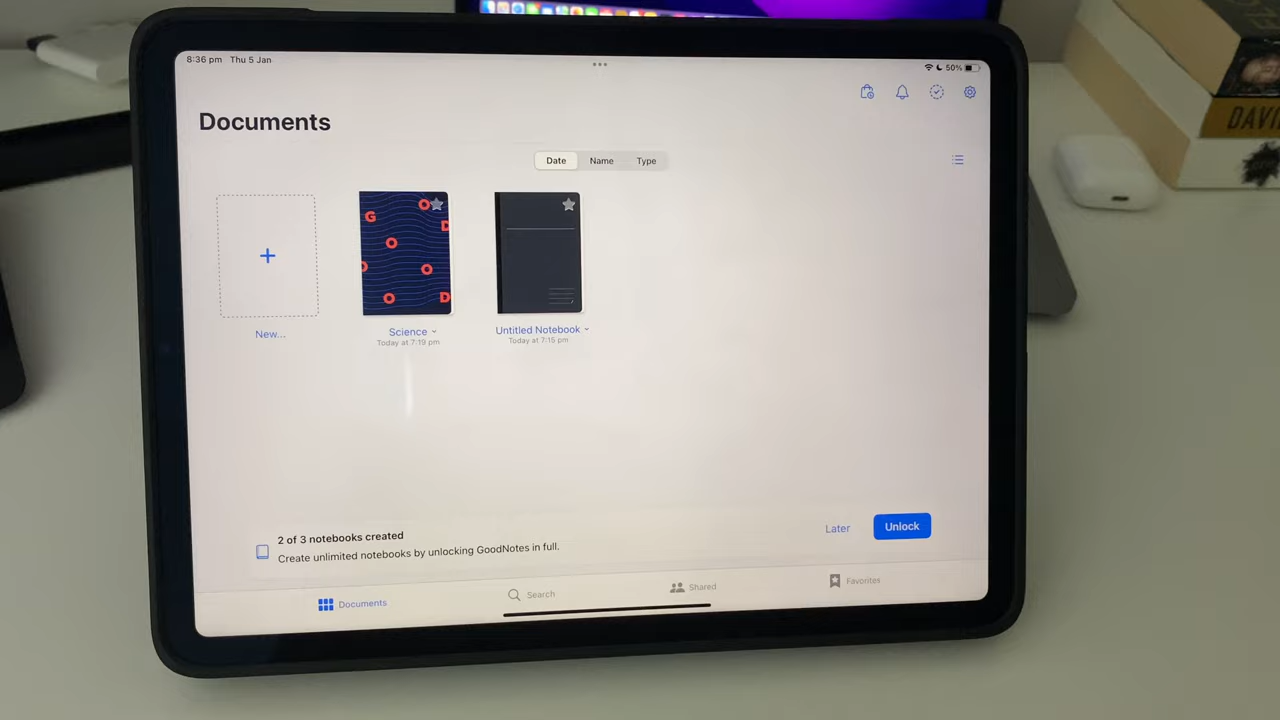 8:36 pm Thu 5 Jan
50%
Documents
Date Name Type
G O
D
O
O
O D
New...
Science
Today at 7:19 pm
Untitled Notebook
Today at 7:15 pm
2 of 3 notebooks created
Create unlimited notebooks by unlocking GoodNotes in full.
Later
Unlock
Documents
Search
Shared
Favorites
DAVI